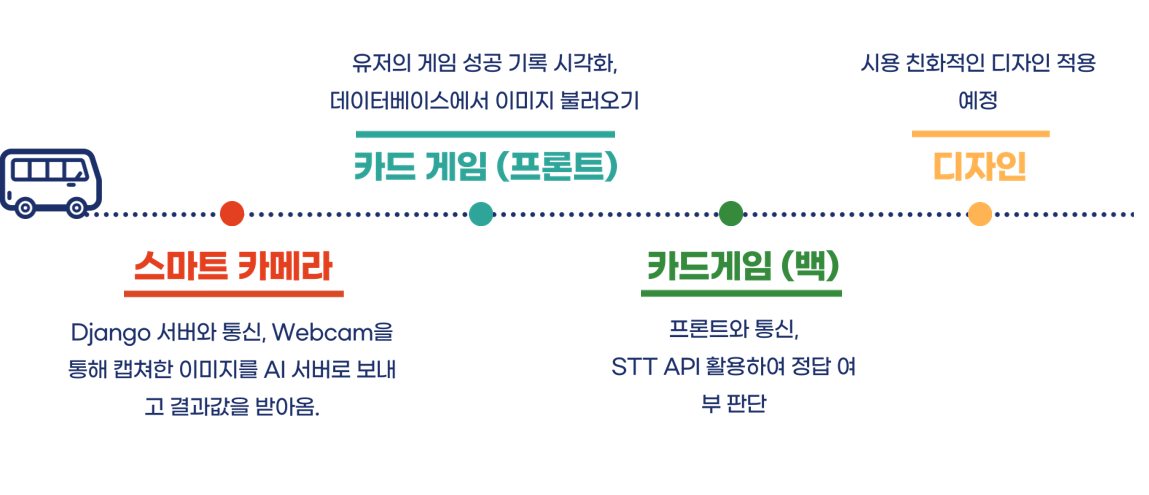 유저의 게임 성공 기록 시각화,
데이터베이스에서 이미지 불러오기
카드 게임 (프론트)
시용 친화적인 디자인 적용
예정
디자인
스마트 카메라
Django 서버와 통신, Webcam을
통해 캡쳐한 이미지를 AI 서버로 보내
고 결과값을 받아옴.
카드게임 (백)
프론트와 통신,
STT API 활용하여 정답 여
부 판단